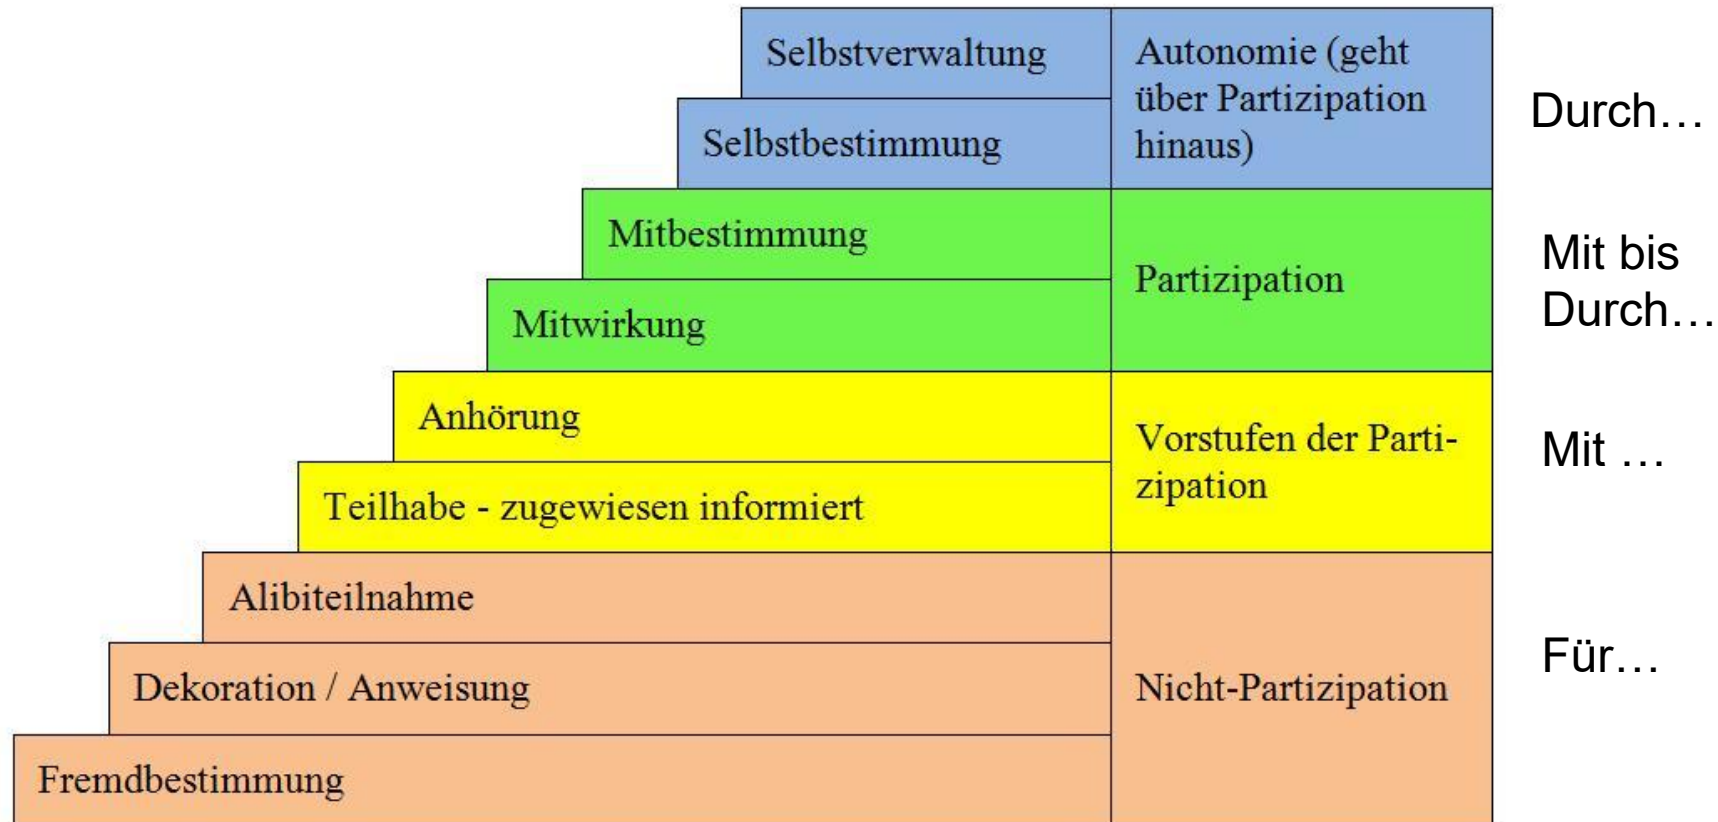 Selbstverwaltung
Selbstbestimmung
Autonomie (geht
über Partizipation
hinaus)
Durch…
Mitbestimmung
Mitwirkung
Partizipation
Mit bis
Durch…
Anhörung
Teilhabe - zugewiesen informiert
Vorstufen der Parti-
zipation
Mit …
Alibiteilnahme
Dekoration / Anweisung
Fremdbestimmung
Nicht-Partizipation
Für…